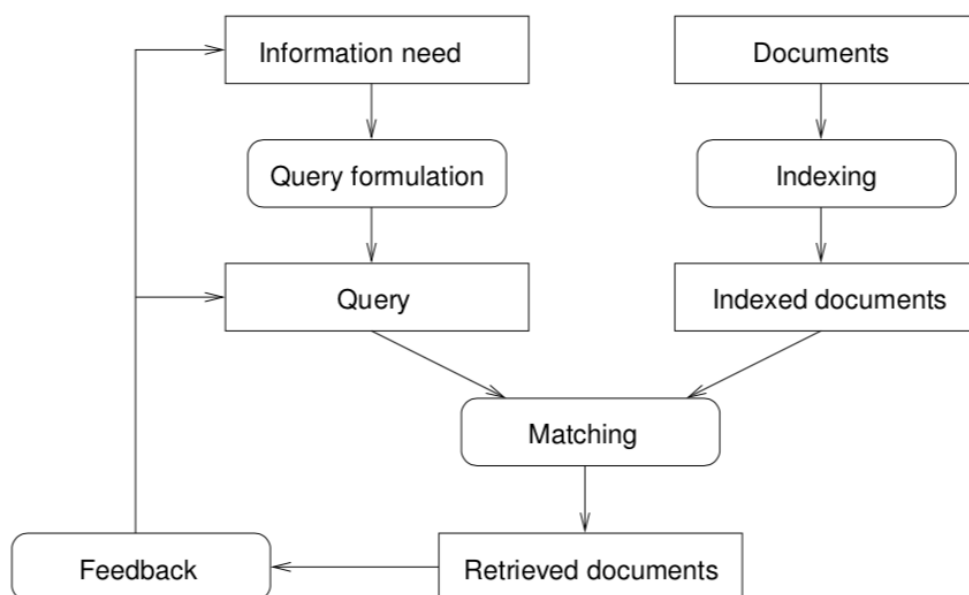 Information need
Documents
Query formulation
Indexing
Query
Indexed documents
Matching
Feedback
Retrieved documents